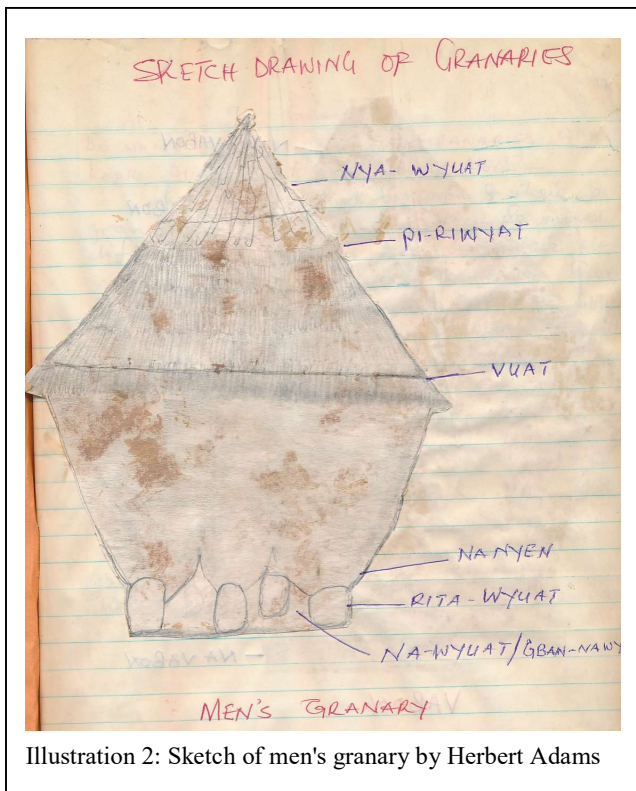 SKETCH DRAWING OF GRANARIES
NYA-WYUAT
PI-RIWYAT
VUAT
NANYEN
RITA-WYUAT
NA-WYUAT/GBAN-NAWY
MEN'S GRANARY
Illustration 2: Sketch of men's granary by Herbert Adams